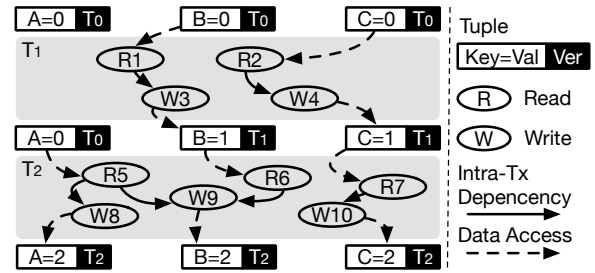 A=0 T0 B=0 T0 C=0 T0
T1
R1 R2
W3 W4
A=0 T0 B=1 T1 C=1 T1
T2
R5 R6 R7
W8 W9 W10
A=2 T2 B=2 T2 C=2 T2
Tuple
Key=Val Ver
R Read
W Write
Intra-Tx
Depencency
Data Access